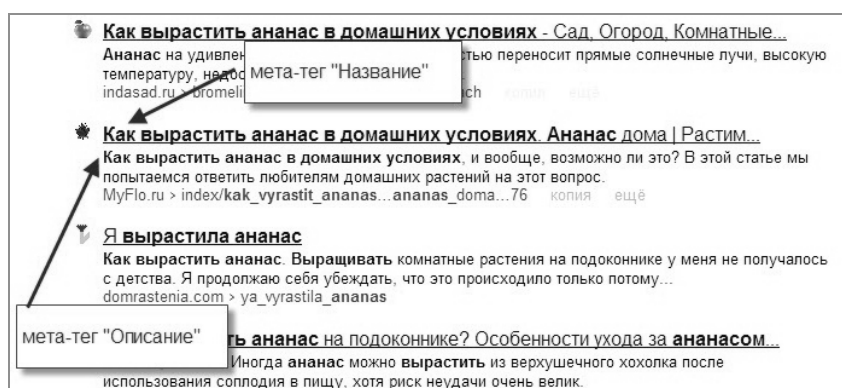 Как вырастить ананас в домашних условиях - Сад, Огород, Комнатные...
Ананас на удивлен тью переносит прямые солнечные лучи, высокую
мета-тег "Название"
температуру, недос
indasad.ru > bromeli ch копия ещё
Как вырастить ананас в домашних условиях. Ананас дома | Растим...
Как вырастить ананас в домашних условиях, и вообще, возможно ли это? В этой статье мы
попытаемся ответить любителям домашних растений на этот вопрос.
MyFlo.ru > index/kak_vyrastit_ananas...ananas_doma...76 копия ещё
Я вырастила ананас
Как вырастить ананас. Выращивать комнатные растения на подоконнике у меня не получалось
с детства. Я продолжаю себя убеждать, что это происходило только потому...
domrastenia.com > ya_vyrastila_ananas
мета-тег "Описание"
ть ананас на подоконнике? Особенности ухода за ананасом...
Иногда ананас можно вырастить из верхушечного хохолка после
использования соплодия в пищу, хотя риск неудачи очень велик.